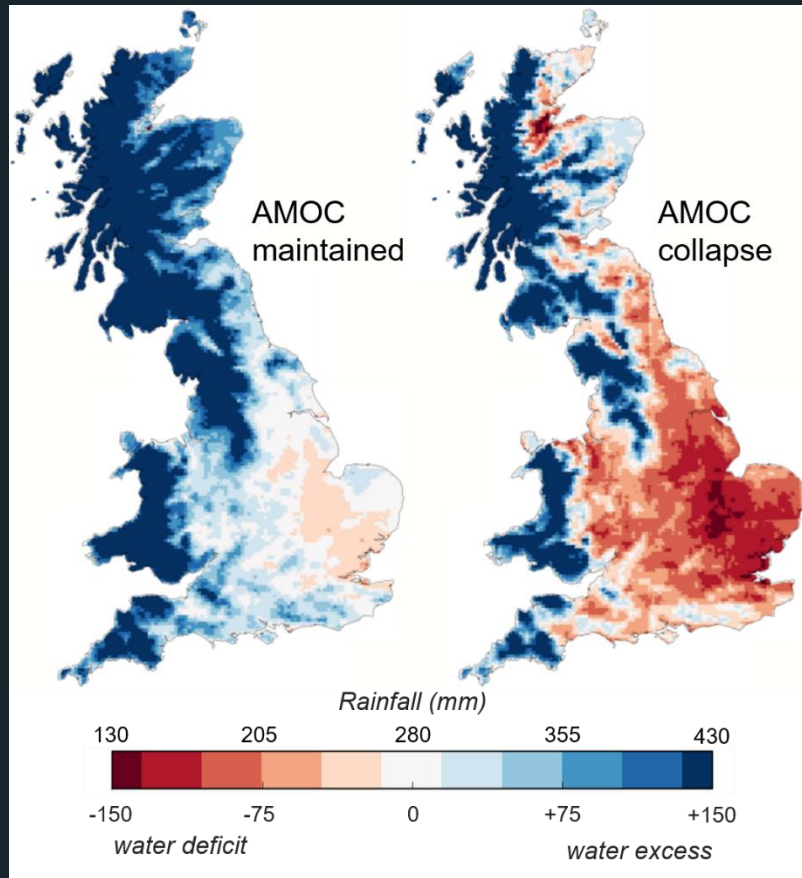 AMOC
maintained
AMOC
collapse
Rainfall (mm)
130 205 280 355 430
-150 -75 0 +75 +150
water deficit water excess